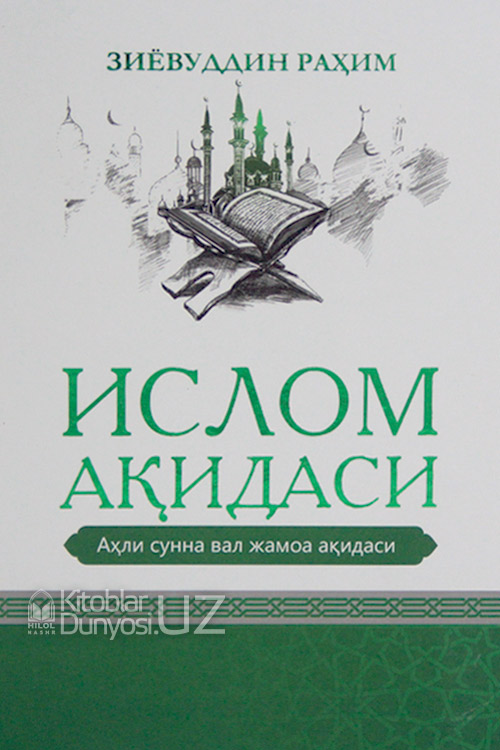 ЗИЁВУДДИН РАҲИМ
ИСЛОМ
АҚИДАСИ
Аҳли сунна вал жамоа ақидаси
HILOL
NASHR
Kitoblar
Dunyosi.UZ